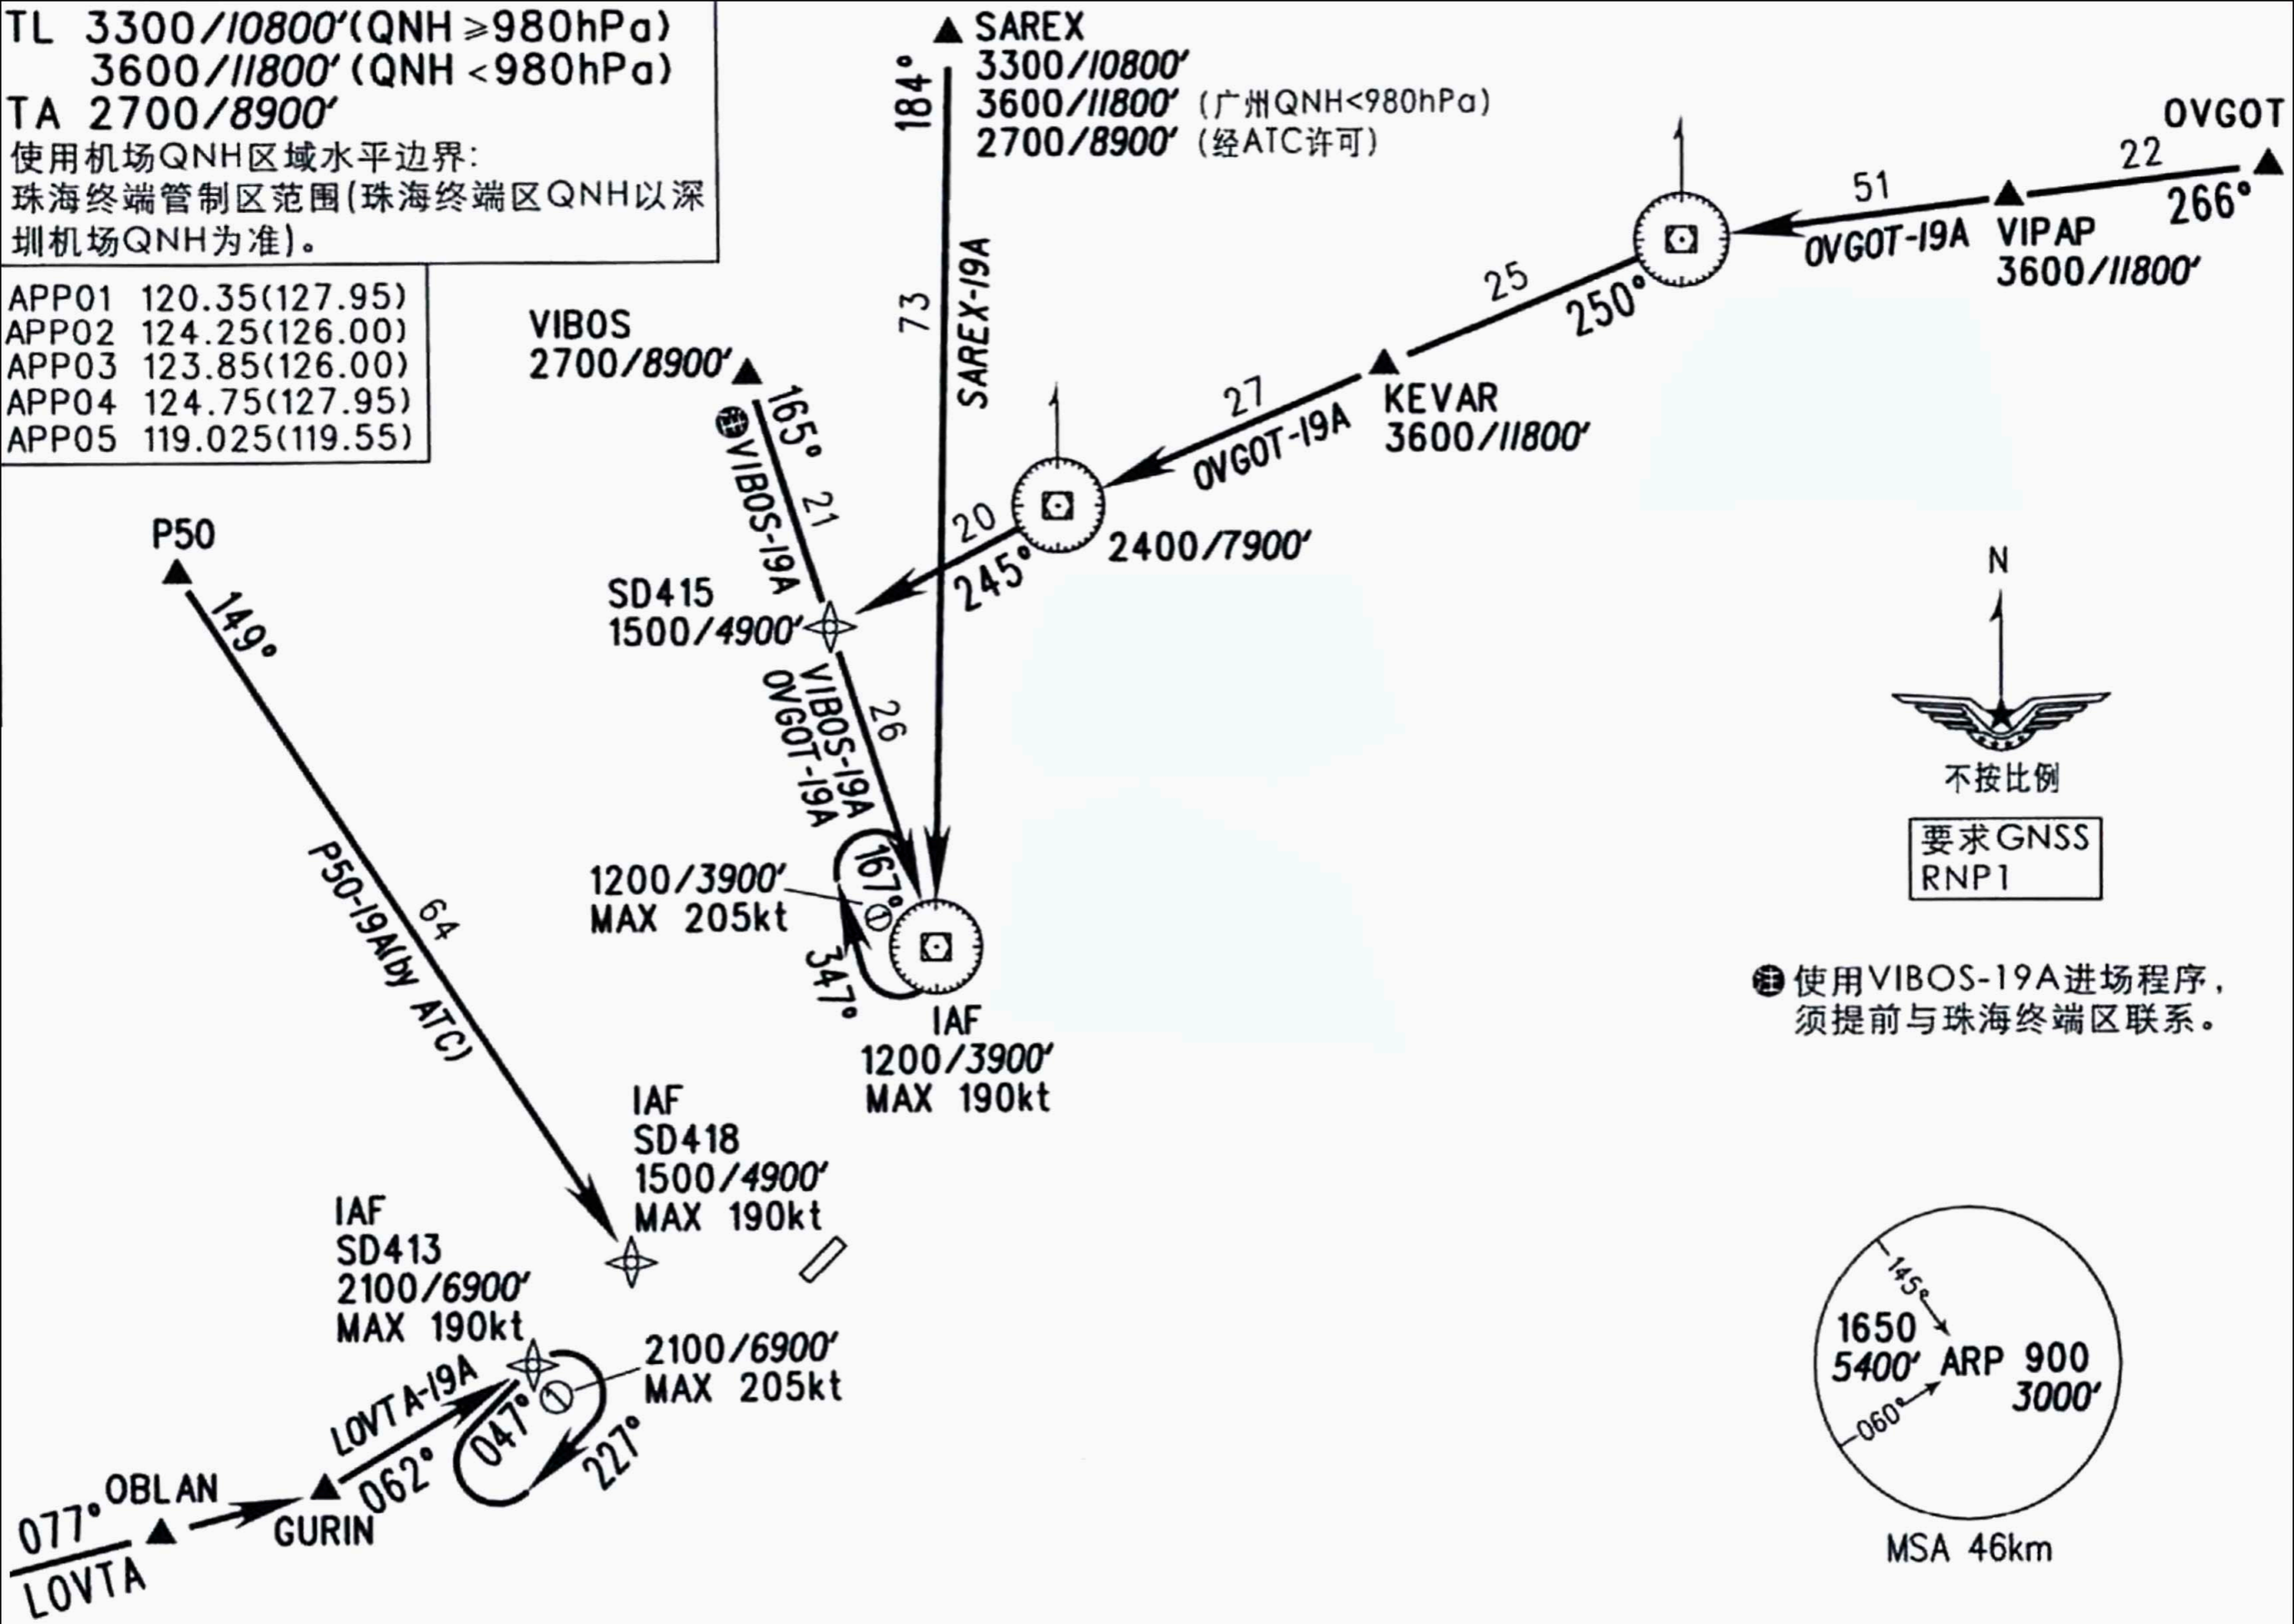 TL 3300/10800′(QNH≥980hPa)
3600/11800′(QNH<980hPa)
TA 2700/8900′
使用机场QNH区域水平边界:
珠海终端管制区范围(珠海终端区QNH以深
圳机场QNH为准)。
APP01 120.35(127.95)
APP02 124.25(126.00)
APP03 123.85(126.00)
APP04 124.75(127.95)
APP05 119.025(119.55)
SAREX
3300/10800′
3600/11800′ (广州QNH<980hPa)
2700/8900′ (经ATC许可)
184°
73
SAREX-19A
OVGOT
22
266°
51
OVGOT-19A
VIPAP
3600/11800′
25
250°
KEVAR
3600/11800′
27
OVGOT-19A
2400/7900′
20
245°
VIBOS
2700/8900′
165°
21
注VIBOS-19A
SD415
1500/4900′
26
VIBOS-19A
OVGOT-19A
1200/3900′
MAX 205kt
167°
1
347°
IAF
1200/3900′
MAX 190kt
P50
149°
64
P50-19A(by ATC)
IAF
SD418
1500/4900′
MAX 190kt
IAF
SD413
2100/6900′
MAX 190kt
2100/6900′
MAX 205kt
1
047°
227°
LOVTA-19A
062°
OBLAN
GURIN
077°
LOVTA
N
不按比例
要求GNSS
RNP1
注使用VIBOS-19A进场程序,
须提前与珠海终端区联系。
145°
1650
5400′
ARP
900
3000′
060°
MSA 46km